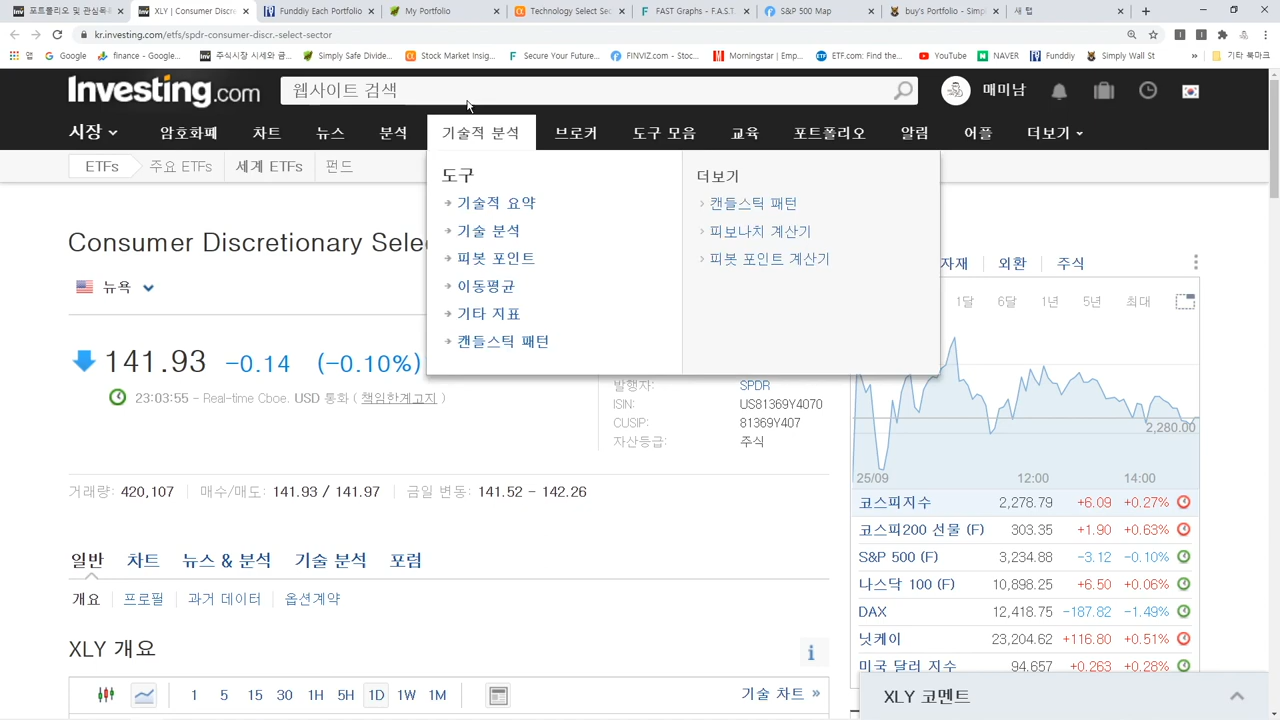 포트폴리오 및 관심목록
XLY | Consumer Discre
Funddiy Each Portfolio
My Portfolio
Technology Select Sec
FAST Graphs - F.A.S.T.
S&P 500 Map
buy's Portfolio - Simpl
새 탭
kr.investing.com/etfs/spdr-consumer-discr.-select-sector
앱
Google
finance - Google...
주식시장 시세와 금...
Simply Safe Divide...
Stock Market Insig...
Secure Your Future...
FINVIZ.com - Stoc...
Morningstar | Emp...
ETF.com: Find the...
YouTube
NAVER
Funddiy
Simply Wall St
»
기타 북마크
Investing.com
웹사이트 검색
매미남
시장
암호화폐
차트
뉴스
분석
기술적 분석
브로커
도구 모음
교육
포트폴리오
알림
어플
더보기
ETFs
주요 ETFs
세계 ETFs
펀드
도구
기술적 요약
기술 분석
피봇 포인트
이동평균
기타 지표
캔들스틱 패턴
더보기
캔들스틱 패턴
피보나치 계산기
피봇 포인트 계산기
Consumer Discretionary Sele
뉴욕
141.93 -0.14 (-0.10%)
23:03:55 - Real-time Cboe. USD 통화 ( 책임한계고지 )
발행자: SPDR
ISIN: US81369Y4070
CUSIP: 81369Y407
자산등급: 주식
거래량: 420,107 매수/매도: 141.93 / 141.97 금일 변동: 141.52 - 142.26
일반 차트 뉴스 & 분석 기술 분석 포럼
개요 프로필 과거 데이터 옵션계약
XLY 개요
1 5 15 30 1H 5H 1D 1W 1M
기술 차트 »
자재 외환 주식
1달 6달 1년 5년 최대
2,280.00
25/09 12:00 14:00
코스피지수 2,278.79 +6.09 +0.27%
코스피200 선물 (F) 303.35 +1.90 +0.63%
S&P 500 (F) 3,234.88 -3.12 -0.10%
나스닥 100 (F) 10,898.25 +6.50 +0.06%
DAX 12,418.75 -187.82 -1.49%
닛케이 23,204.62 +116.80 +0.51%
미국 달러 지수 94.657 +0.263 +0.28%
XLY 코멘트